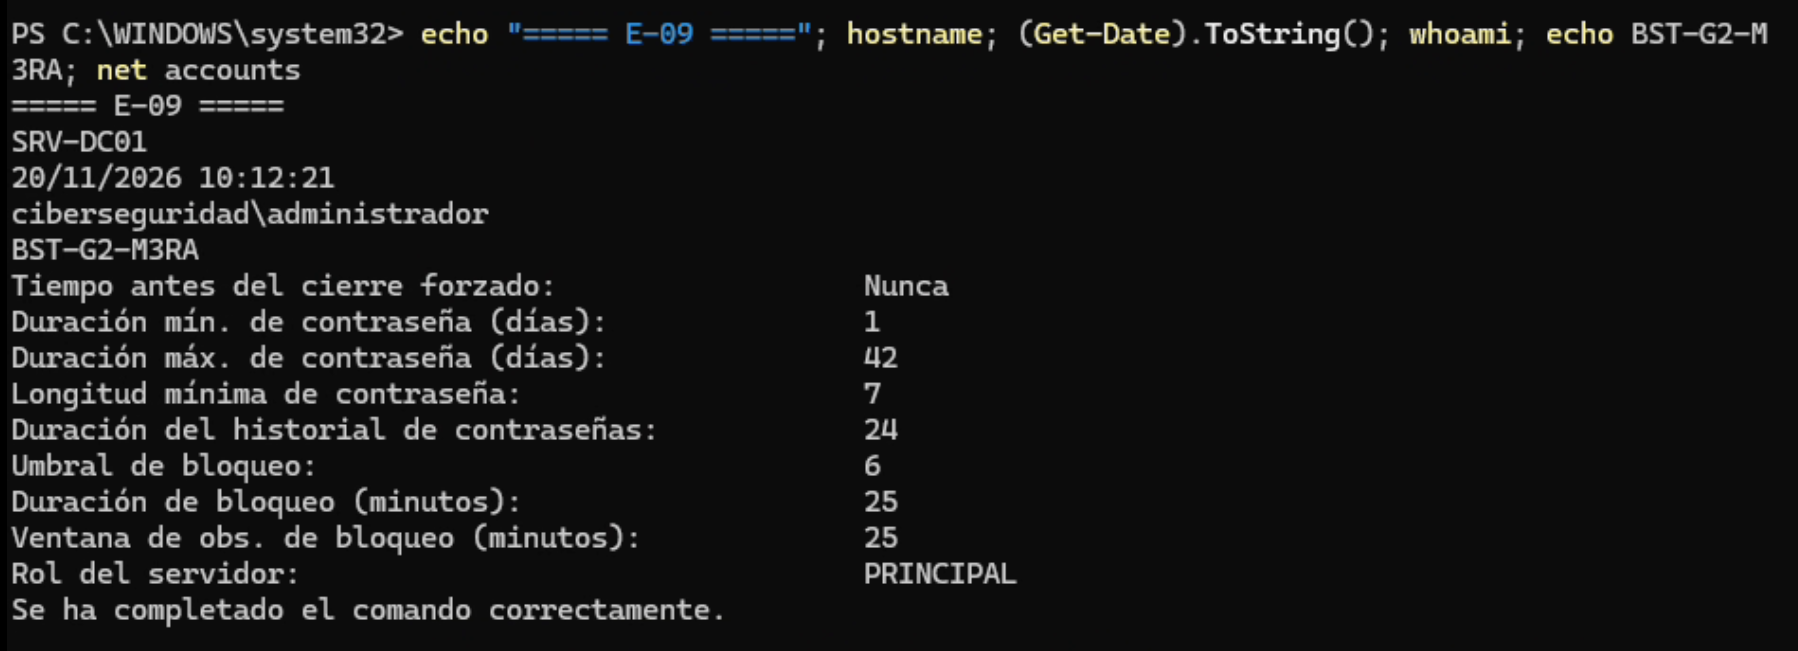 PS C:\WINDOWS\system32> echo "===== E-09 ====="; hostname; (Get-Date).ToString(); whoami; echo BST-G2-M
3RA; net accounts
===== E-09 =====
SRV-DC01
20/11/2026 10:12:21
ciberseguridad\administrador
BST-G2-M3RA
Tiempo antes del cierre forzado: Nunca
Duración mín. de contraseña (días): 1
Duración máx. de contraseña (días): 42
Longitud mínima de contraseña: 7
Duración del historial de contraseñas: 24
Umbral de bloqueo: 6
Duración de bloqueo (minutos): 25
Ventana de obs. de bloqueo (minutos): 25
Rol del servidor: PRINCIPAL
Se ha completado el comando correctamente.